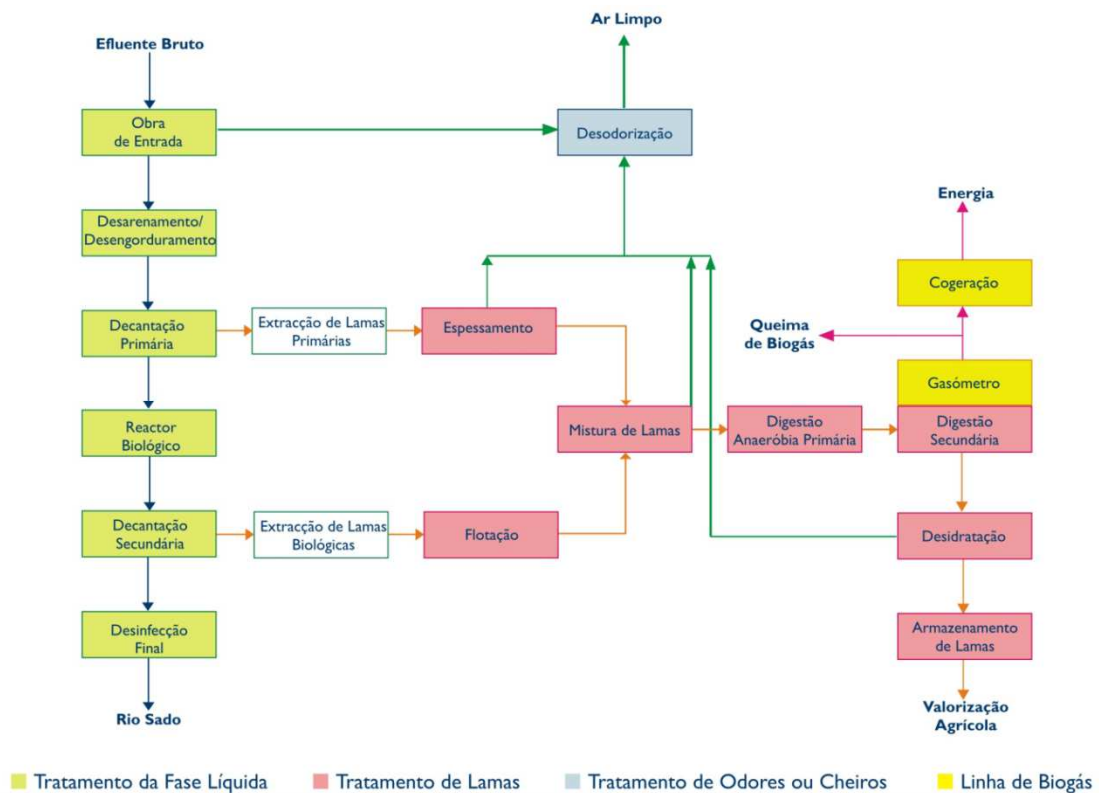 Ar Limpo
Efluente Bruto
Obra
de Entrada
Desodorização
Energia
Desarenamento/
Desengorduramento
Cogeração
Decantação
Primária
Extracção de Lamas
Primárias
Espessamento
Queima
de Biogás
Gasómetro
Reactor
Biológico
Mistura de Lamas
Digestão
Anaeróbia Primária
Digestão
Secundária
Decantação
Secundária
Extracção de Lamas
Biológicas
Flotação
Desidratação
Desinfecção
Final
Armazenamento
de Lamas
Rio Sado
Valorização
Agrícola
Tratamento da Fase Líquida
Tratamento de Lamas
Tratamento de Odores ou Cheiros
Linha de Biogás